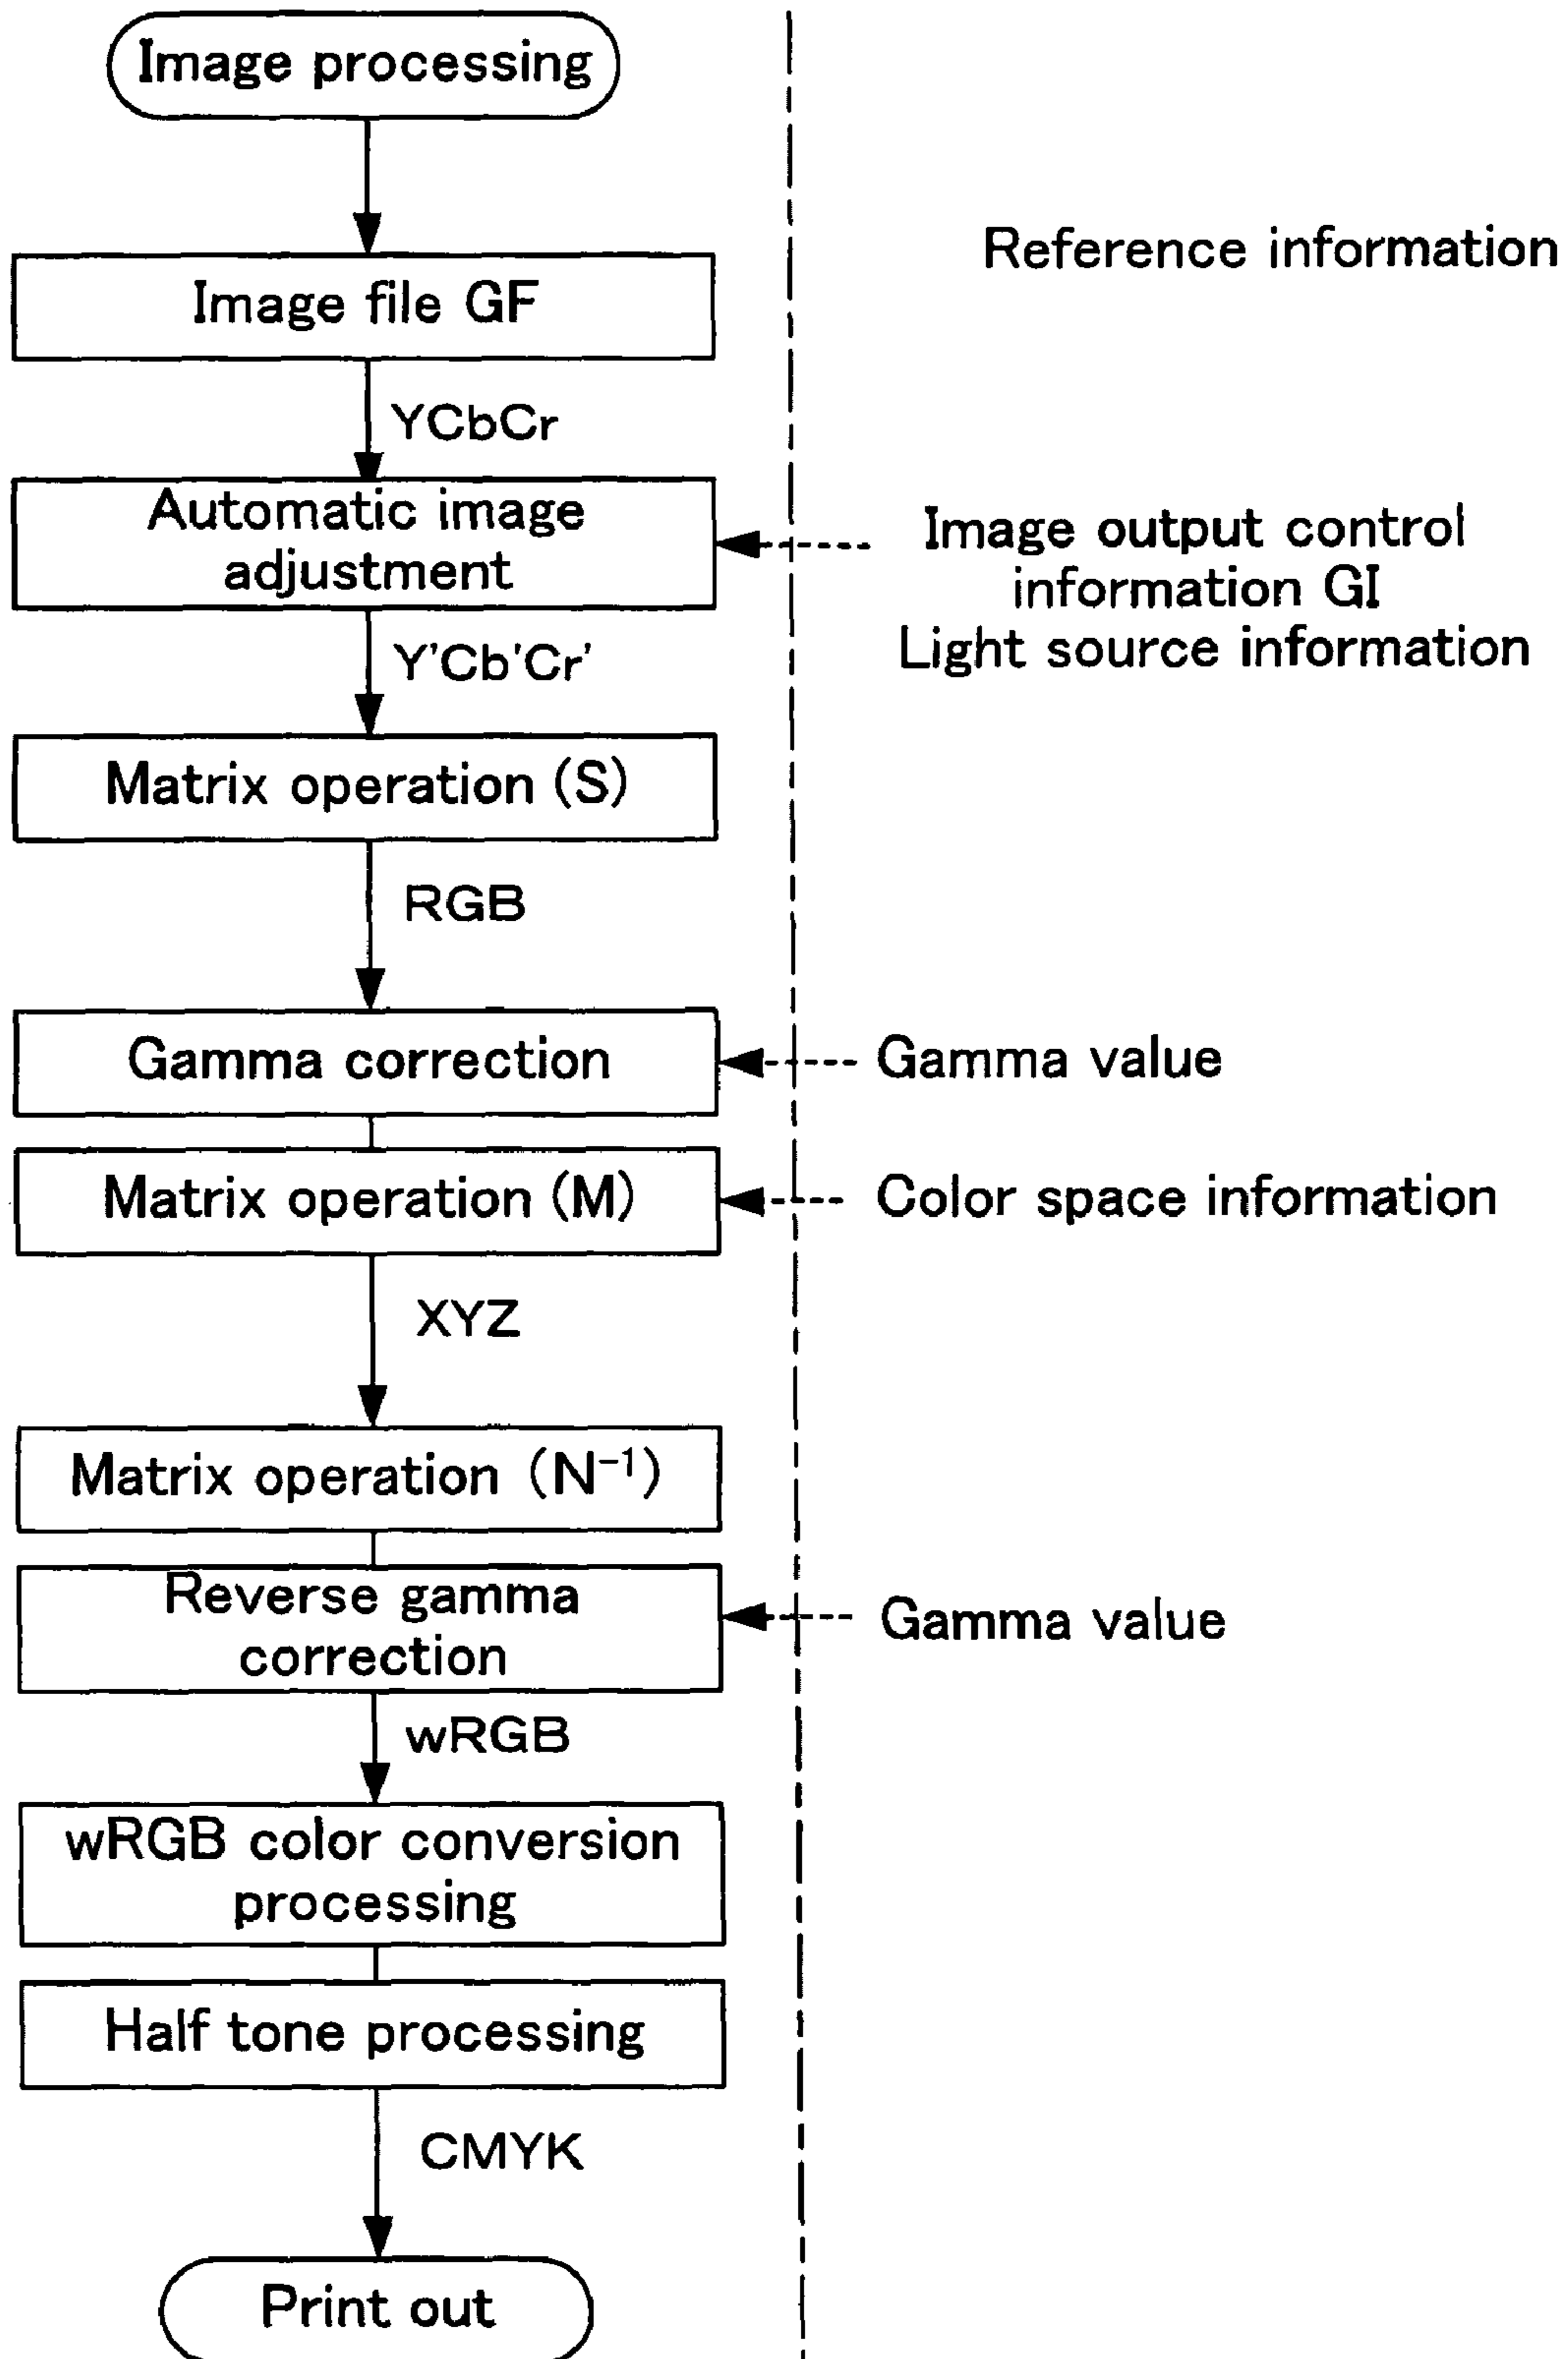 Image processing
Reference information
Image file GF
YCbCr
Automatic image
adjustment
Image output control
information GI
Light source information
Y'Cb'Cr'
Matrix operation (S)
RGB
Gamma correction
Gamma value
Matrix operation (M)
Color space information
XYZ
Matrix operation (N⁻¹)
Reverse gamma
correction
Gamma value
wRGB
wRGB color conversion
processing
Half tone processing
CMYK
Print out